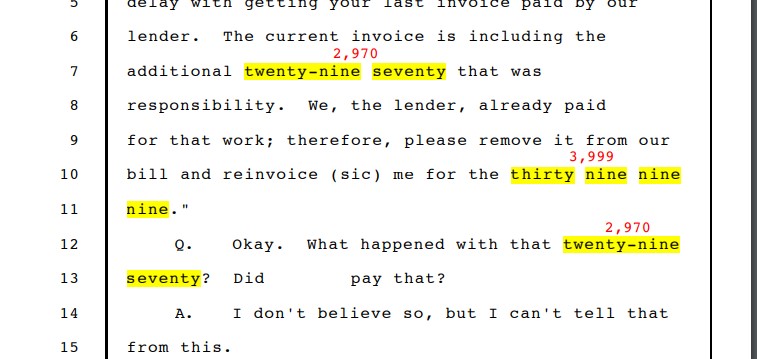 5 delay with getting your last invoice paid by our
6 lender. The current invoice is including the
2,970
7 additional twenty-nine seventy that was
8 responsibility. We, the lender, already paid
9 for that work; therefore, please remove it from our
3,999
10 bill and reinvoice (sic) me for the thirty nine nine
11 nine."
2,970
12 Q. Okay. What happened with that twenty-nine
13 seventy? Did pay that?
14 A. I don't believe so, but I can't tell that
15 from this.